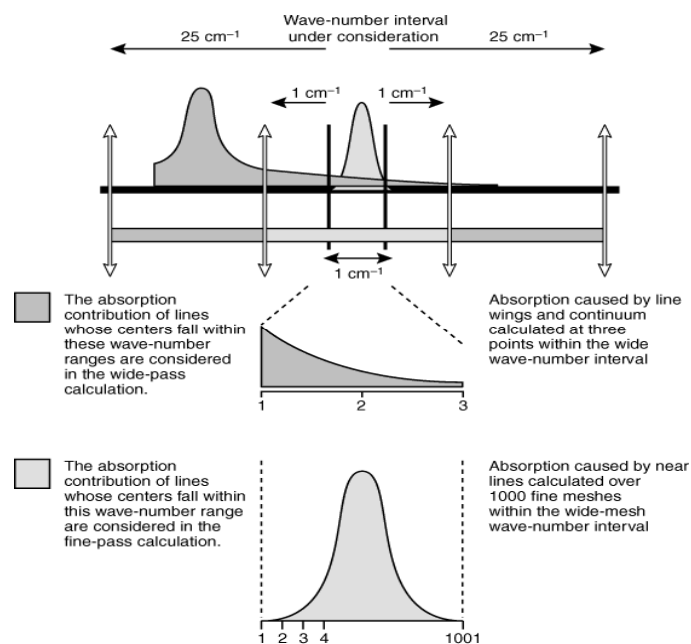 Wave-number interval
under consideration
25 cm⁻¹
25 cm⁻¹
1 cm⁻¹
1 cm⁻¹
1 cm⁻¹
The absorption
contribution of lines
whose centers fall within
these wave-number
ranges are considered
in the wide-pass
calculation.
Absorption caused by line
wings and continuum
calculated at three
points within the wide
wave-number interval
1 2 3
The absorption
contribution of lines
whose centers fall within
this wave-number range
are considered in the
fine-pass calculation.
Absorption caused by near
lines calculated over
1000 fine meshes
within the wide-mesh
wave-number interval
1 2 3 4 1001